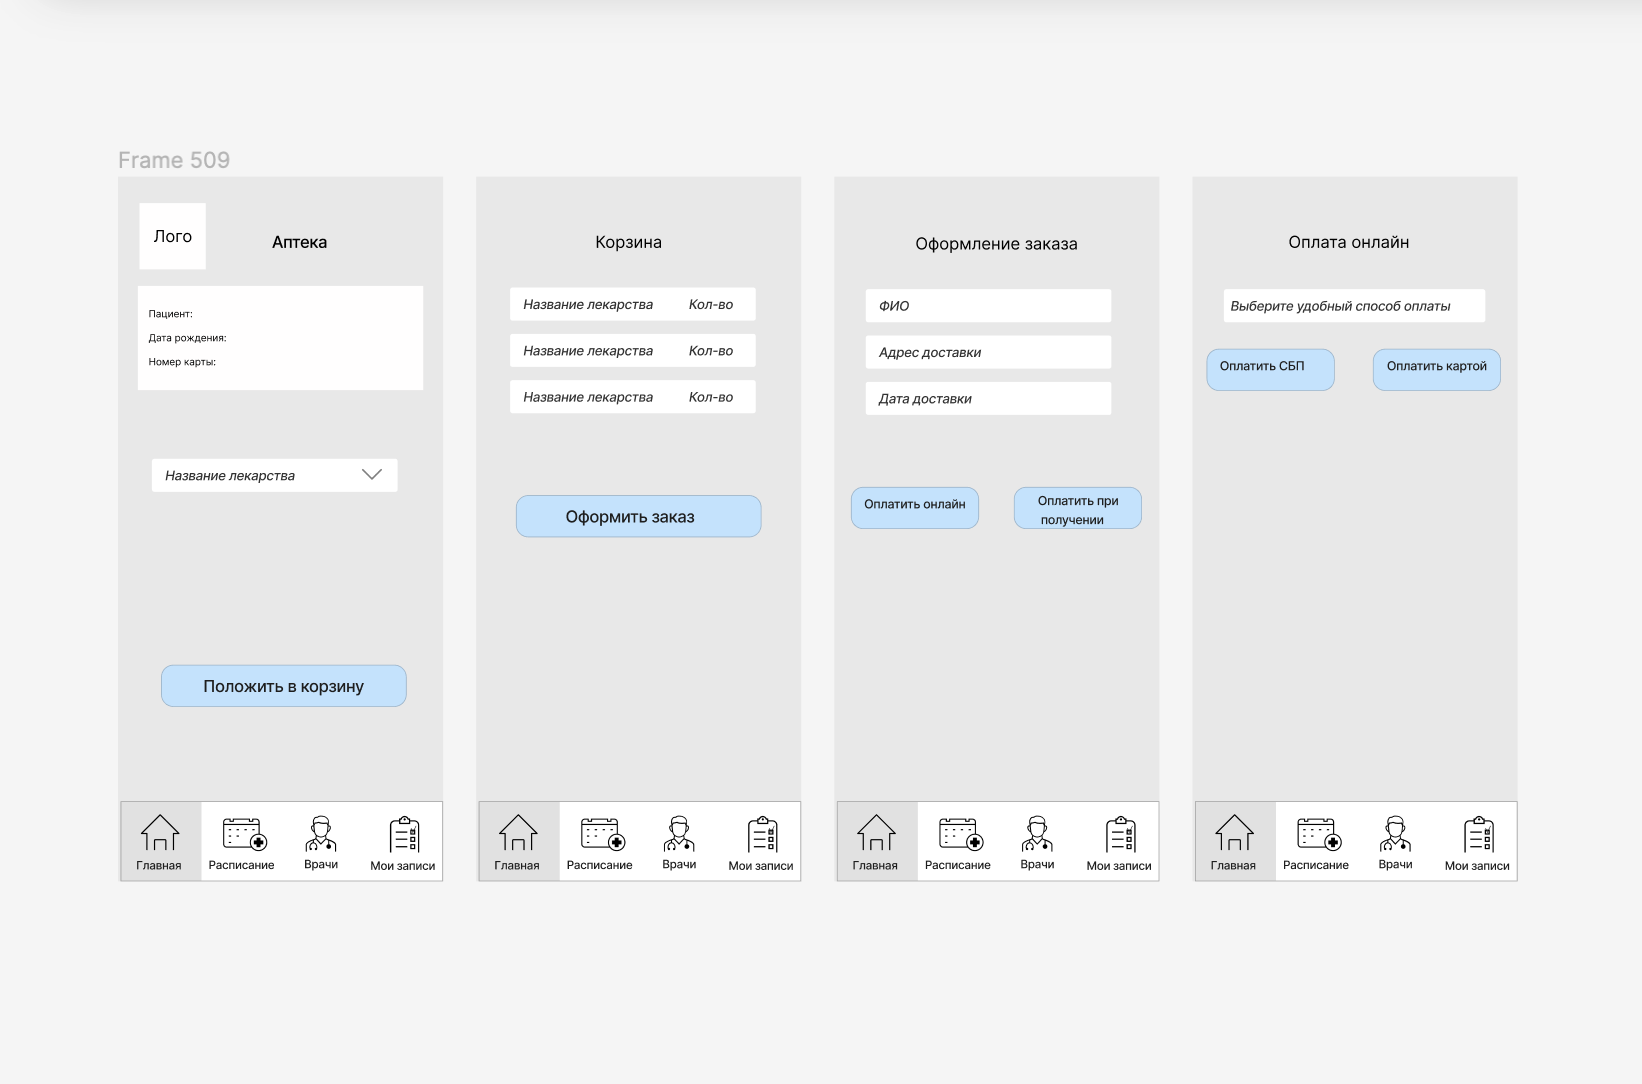 Frame 509
Лого
Аптека
Пациент:
Дата рождения:
Номер карты:
Название лекарства
Положить в корзину
Главная
Расписание
Врачи
Мои записи
Корзина
Название лекарства Кол-во
Название лекарства Кол-во
Название лекарства Кол-во
Оформить заказ
Главная
Расписание
Врачи
Мои записи
Оформление заказа
ФИО
Адрес доставки
Дата доставки
Оплатить онлайн
Оплатить при
получении
Главная
Расписание
Врачи
Мои записи
Оплата онлайн
Выберите удобный способ оплаты
Оплатить СБП
Оплатить картой
Главная
Расписание
Врачи
Мои записи